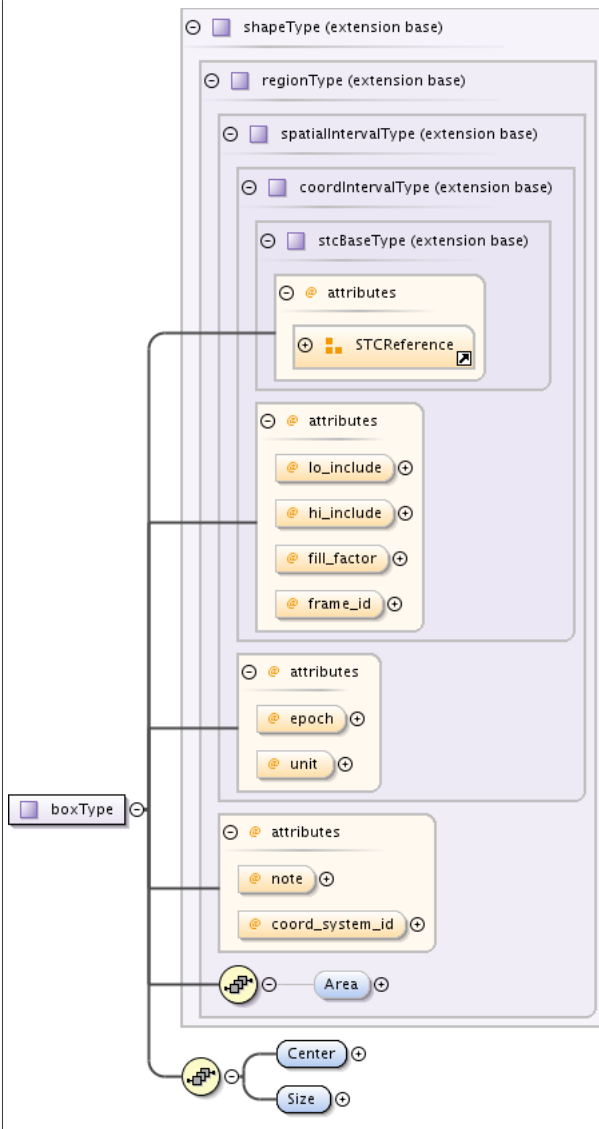 shapeType (extension base)
regionType (extension base)
spatialIntervalType (extension base)
coordIntervalType (extension base)
stcBaseType (extension base)
@ attributes
STCReference
@ attributes
@ lo_include
@ hi_include
@ fill_factor
@ frame_id
@ attributes
@ epoch
@ unit
boxType
@ attributes
@ note
@ coord_system_id
Area
Center
Size